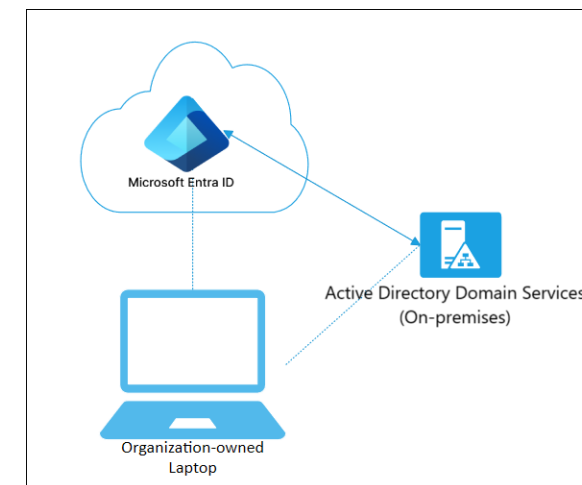 Microsoft Entra ID
Active Directory Domain Services
(On-premises)
Organization-owned
Laptop